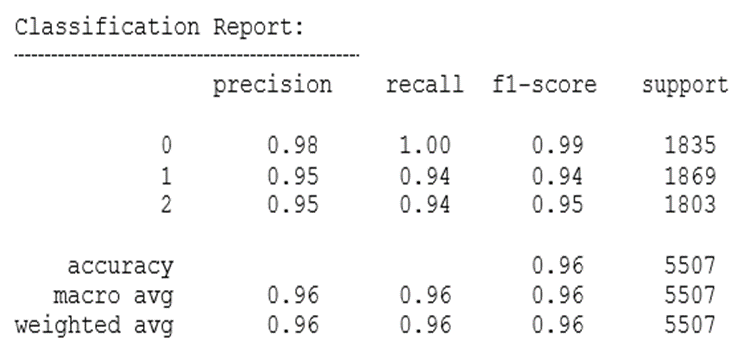 Classification Report:
precision recall f1-score support
0 0.98 1.00 0.99 1835
1 0.95 0.94 0.94 1869
2 0.95 0.94 0.95 1803
accuracy 0.96 5507
macro avg 0.96 0.96 0.96 5507
weighted avg 0.96 0.96 0.96 5507